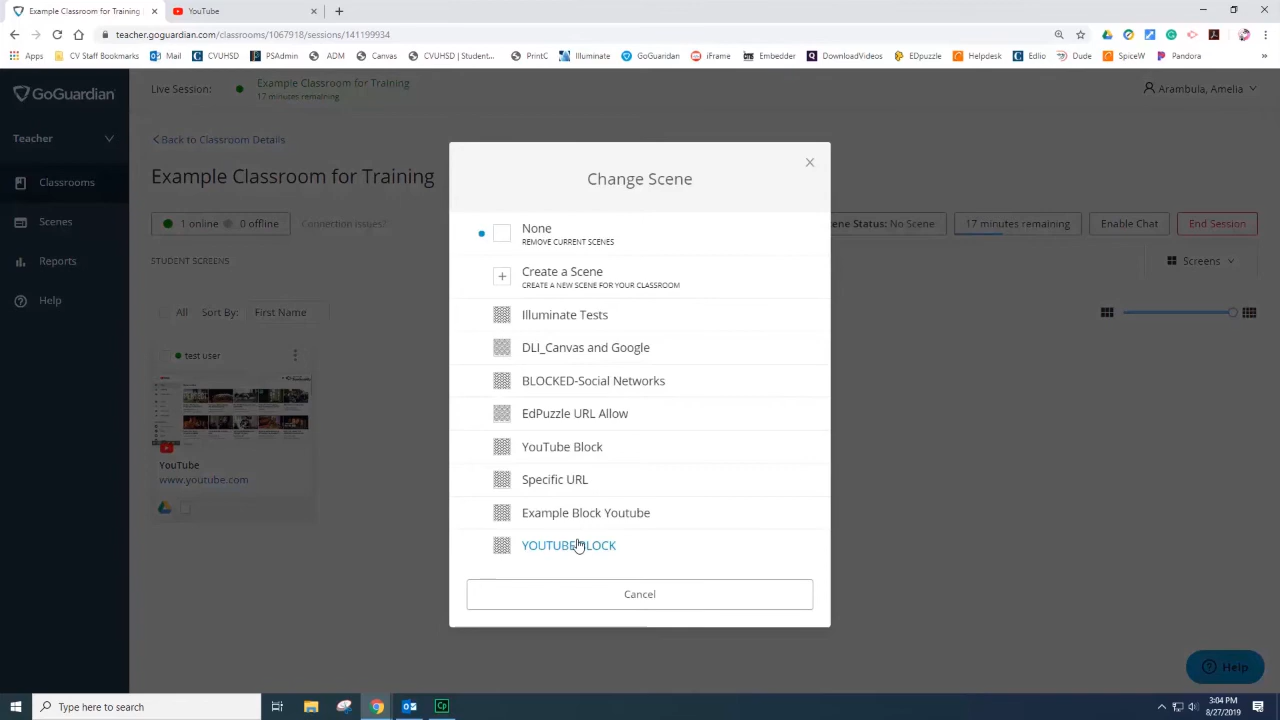 Example Classroom for Training
YouTube
teacher.goguardian.com/classrooms/1067918/sessions/141199934
Apps
CV Staff Bookmarks
Mail
CVUHSD
PSAdmin
ADM
Canvas
CVUHSD | Student...
PrintC
Illuminate
GoGuardian
iFrame
Embedder
DownloadVideos
EDpuzzle
Helpdesk
Edlio
Dude
SpiceW
Pandora
»
GoGuardian
Live Session:
Example Classroom for Training
17 minutes remaining
Arambula, Amelia
Teacher
Classrooms
Scenes
Reports
Help
Back to Classroom Details
Example Classroom for Training
1 online 0 offline
Connection issues?
ene Status: No Scene
17 minutes remaining
Enable Chat
End Session
STUDENT SCREENS
Screens
All
Sort By:
First Name
test user
YouTube
www.youtube.com
Change Scene
None
REMOVE CURRENT SCENES
Create a Scene
CREATE A NEW SCENE FOR YOUR CLASSROOM
Illuminate Tests
DLI_Canvas and Google
BLOCKED-Social Networks
EdPuzzle URL Allow
YouTube Block
Specific URL
Example Block Youtube
YOUTUBE BLOCK
Cancel
Help
Type here to search
3:04 PM
8/27/2019